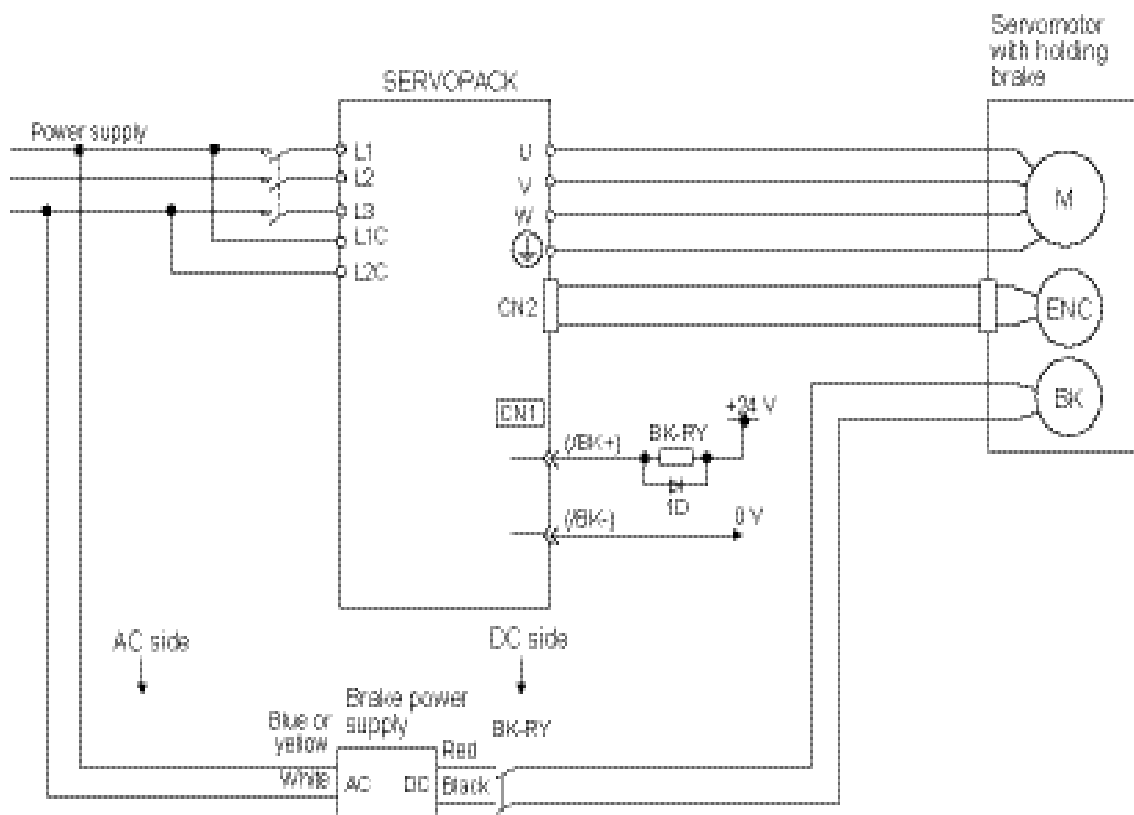 Servomotor
with holding
brake
SERVOPACK
Power supply
L1
L2
L3
L1C
L2C
U
V
W
M
CN2
ENC
CN1
BK
+24 V
(/BK+)
BK-RY
1D
(/BK-)
0 V
AC side
DC side
Brake power
supply
Blue or
yellow
White
AC
DC
BK-RY
Red
Black